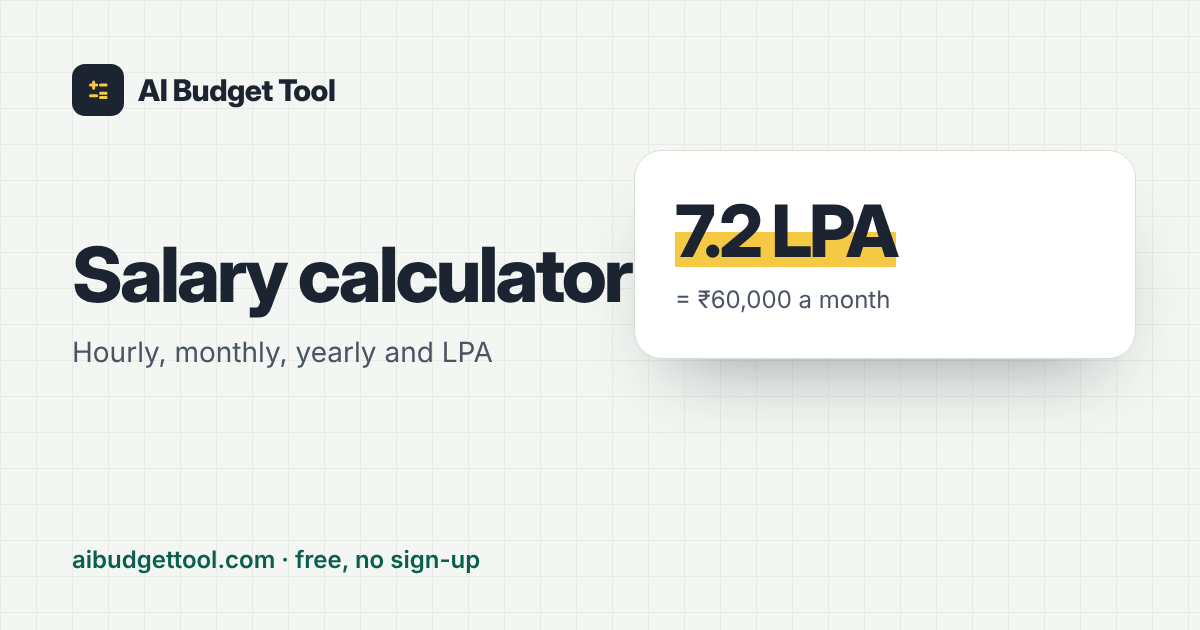 AI Budget Tool
Salary calculator
Hourly, monthly, yearly and LPA
7.2 LPA
= ₹60,000 a month
aibudgettool.com · free, no sign-up